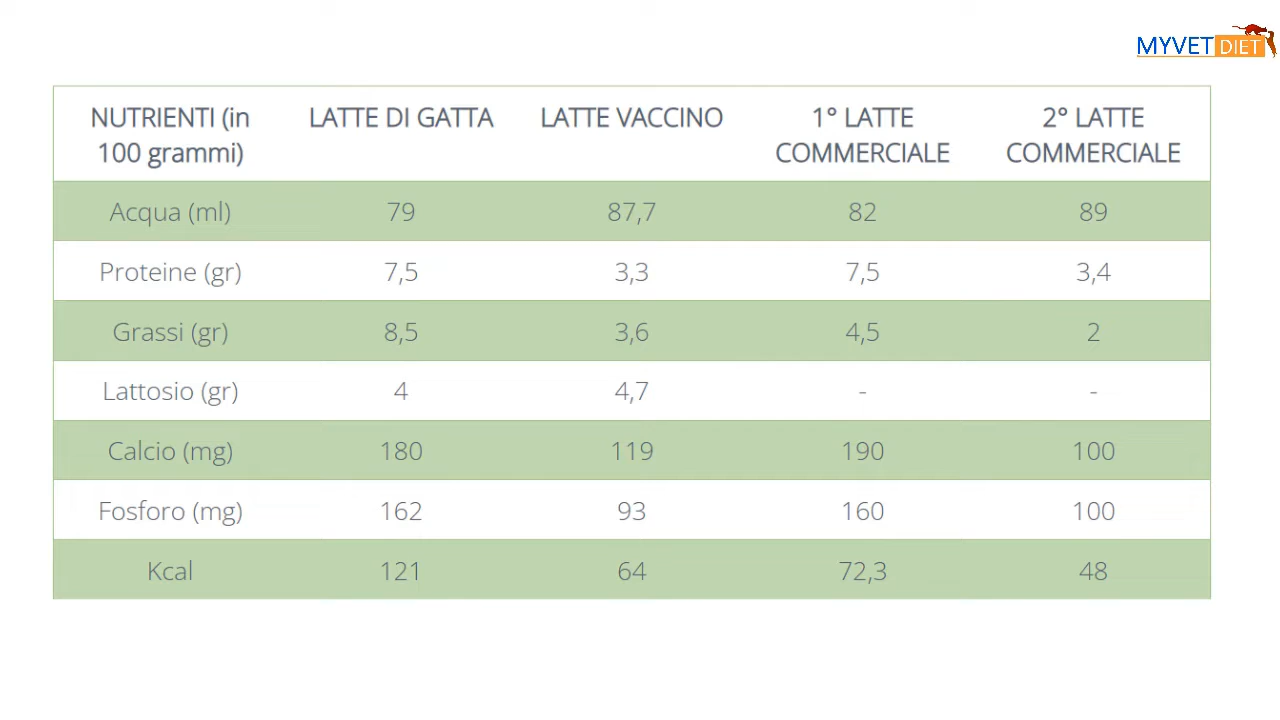 MYVET DIET
NUTRIENTI (in 100 grammi) LATTE DI GATTA LATTE VACCINO 1° LATTE COMMERCIALE 2° LATTE COMMERCIALE
Acqua (ml) 79 87,7 82 89
Proteine (gr) 7,5 3,3 7,5 3,4
Grassi (gr) 8,5 3,6 4,5 2
Lattosio (gr) 4 4,7 - -
Calcio (mg) 180 119 190 100
Fosforo (mg) 162 93 160 100
Kcal 121 64 72,3 48